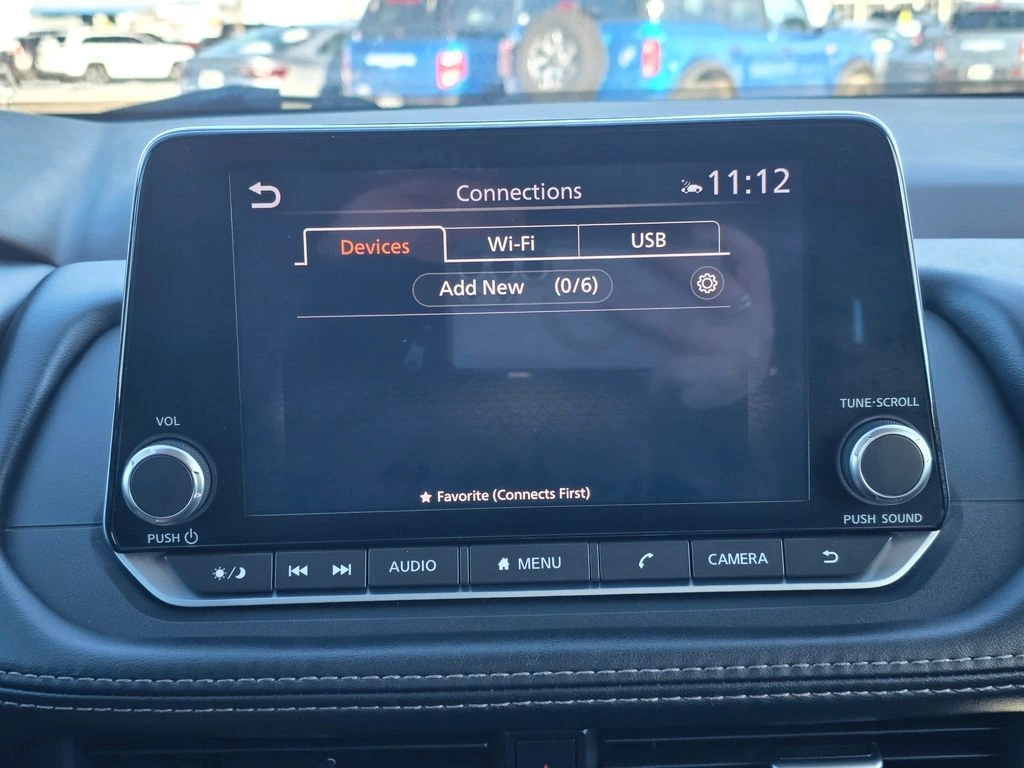 Connections
11:12
Devices
Wi-Fi
USB
Add New (0/6)
Favorite (Connects First)
VOL
PUSH
TUNE·SCROLL
PUSH SOUND
AUDIO
MENU
CAMERA